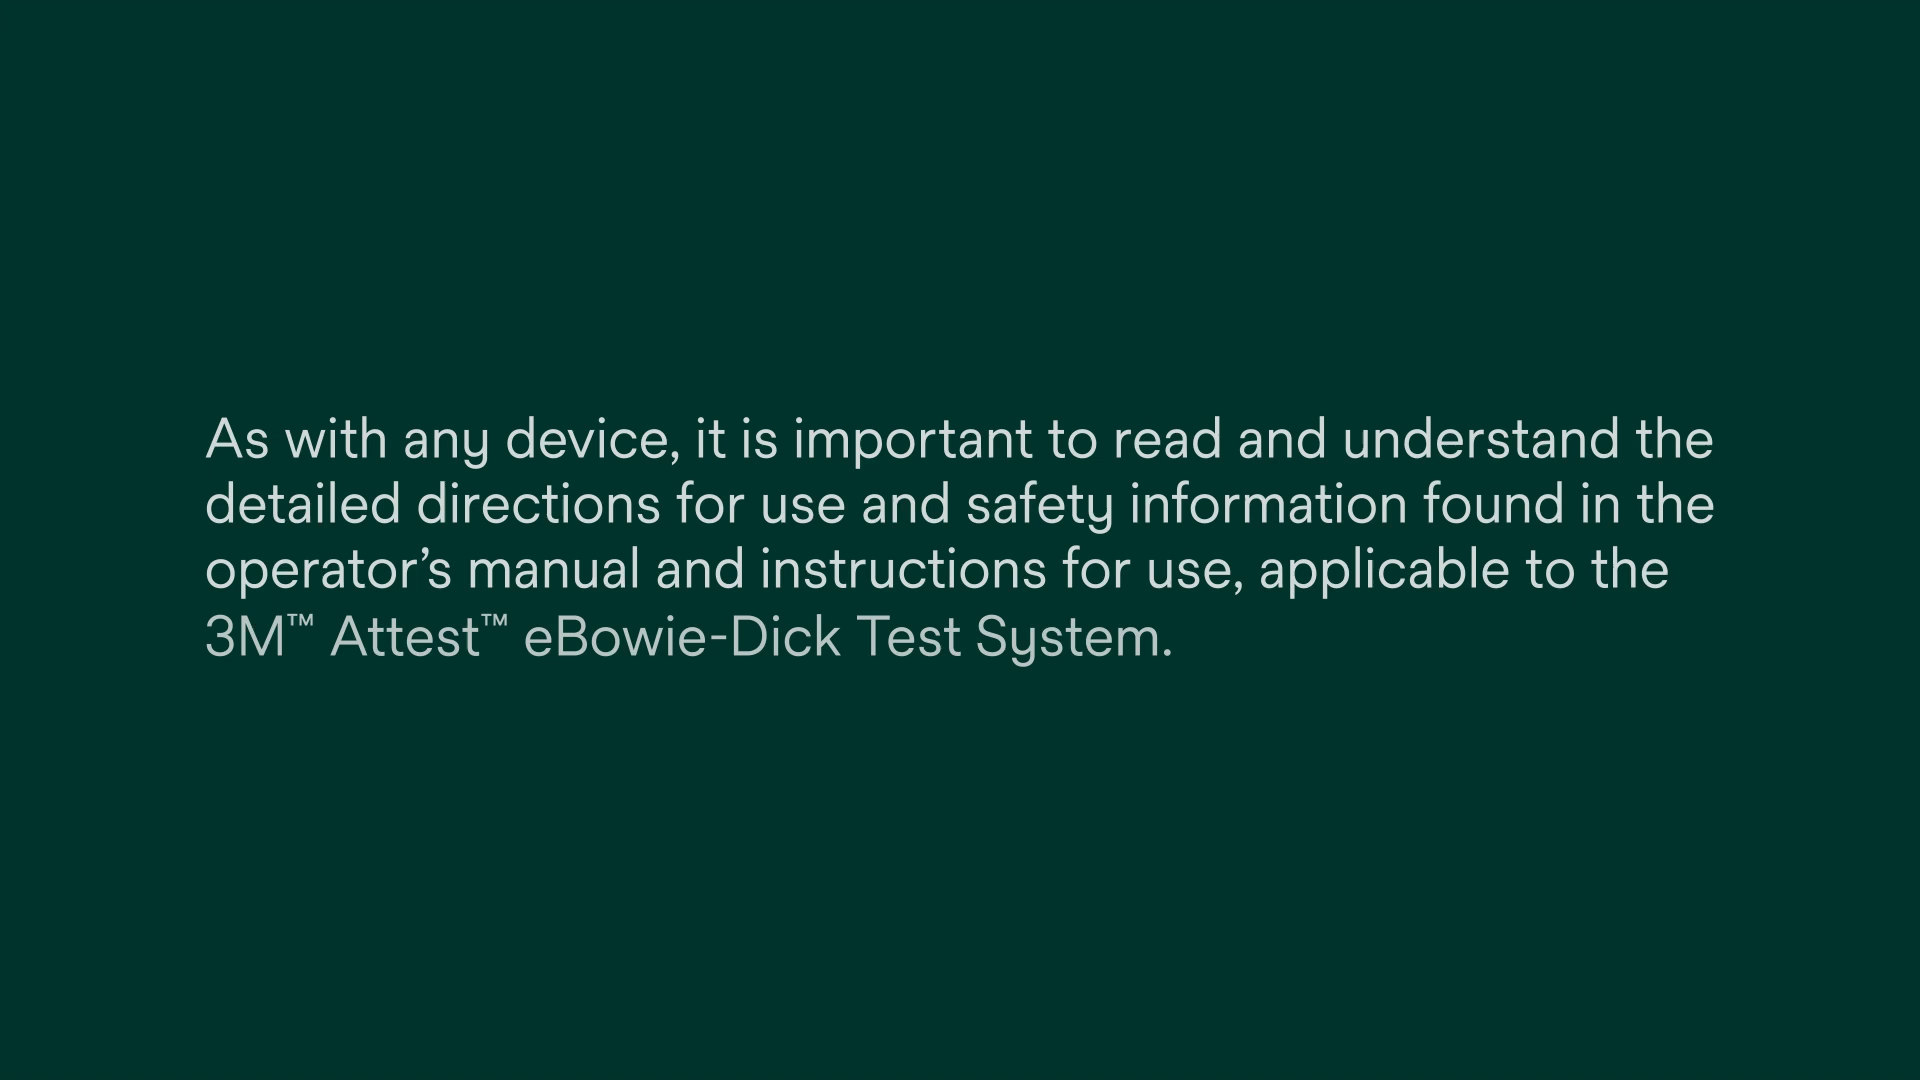 As with any device, it is important to read and understand the
detailed directions for use and safety information found in the
operator’s manual and instructions for use, applicable to the
3M™ Attest™ eBowie-Dick Test System.